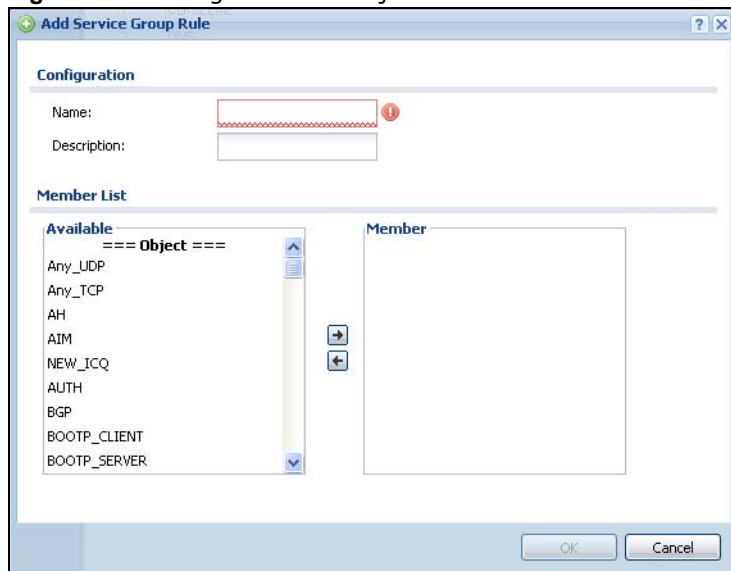 Add Service Group Rule
Configuration
Name:
Description:
Member List
Available
=== Object ===
Any_UDP
Any_TCP
AH
AIM
NEW_ICQ
AUTH
BGP
BOOTP_CLIENT
BOOTP_SERVER
Member
OK
Cancel